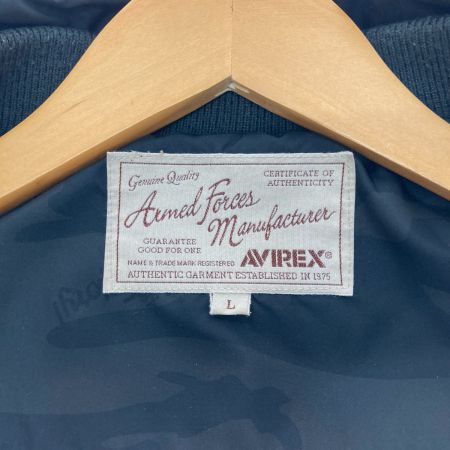 Genuine Quality
CERTIFICATE OF
AUTHENTICITY
Armed Forces
Manufacturer
GUARANTEE
GOOD FOR ONE
NAME & TRADE MARK REGISTERED
AVIREX®
AUTHENTIC GARMENT ESTABLISHED IN 1975
L